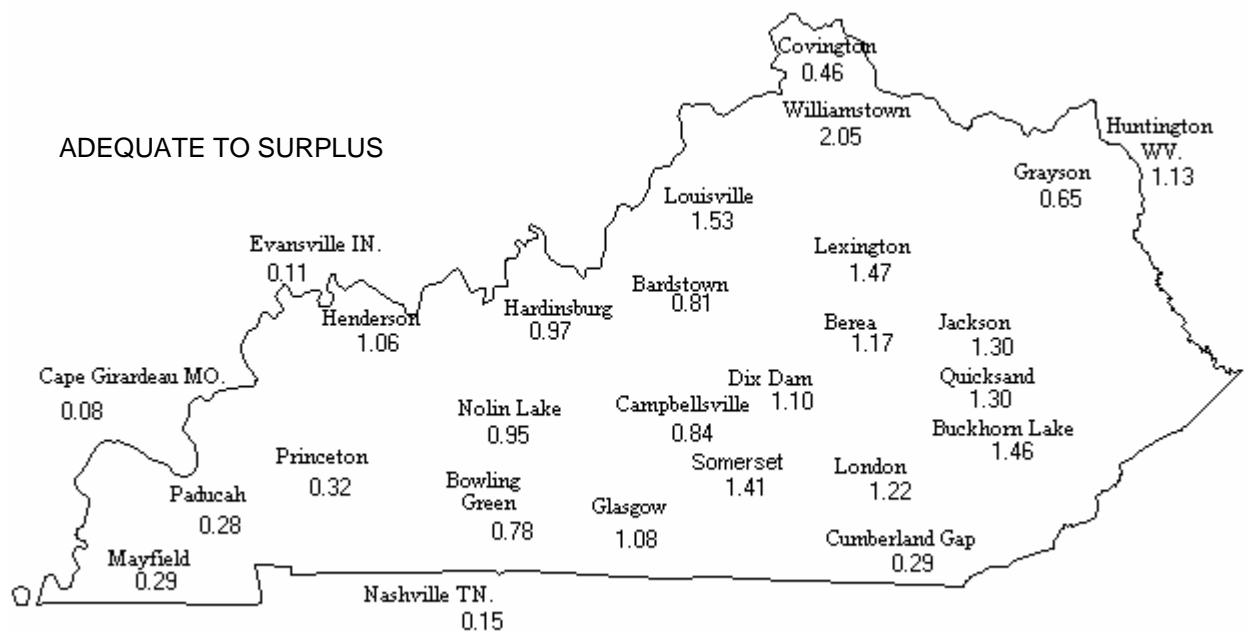 Covington
0.46
Williamstown
2.05
ADEQUATE TO SURPLUS
Huntington
WV.
1.13
Grayson
0.65
Louisville
1.53
Evansville IN.
0.11
Lexington
1.47
Bardstown
0.81
Hardinsburg
0.97
Henderson
1.06
Berea
1.17
Jackson
1.30
Cape Girardeau MO.
0.08
Dix Dam
1.10
Quicksand
1.30
Nolin Lake
0.95
Campbellsville
0.84
Buckhorn Lake
1.46
Princeton
0.32
Somerset
1.41
London
1.22
Paducah
0.28
Bowling
Green
0.78
Glasgow
1.08
Cumberland Gap
0.29
Mayfield
0.29
Nashville TN.
0.15